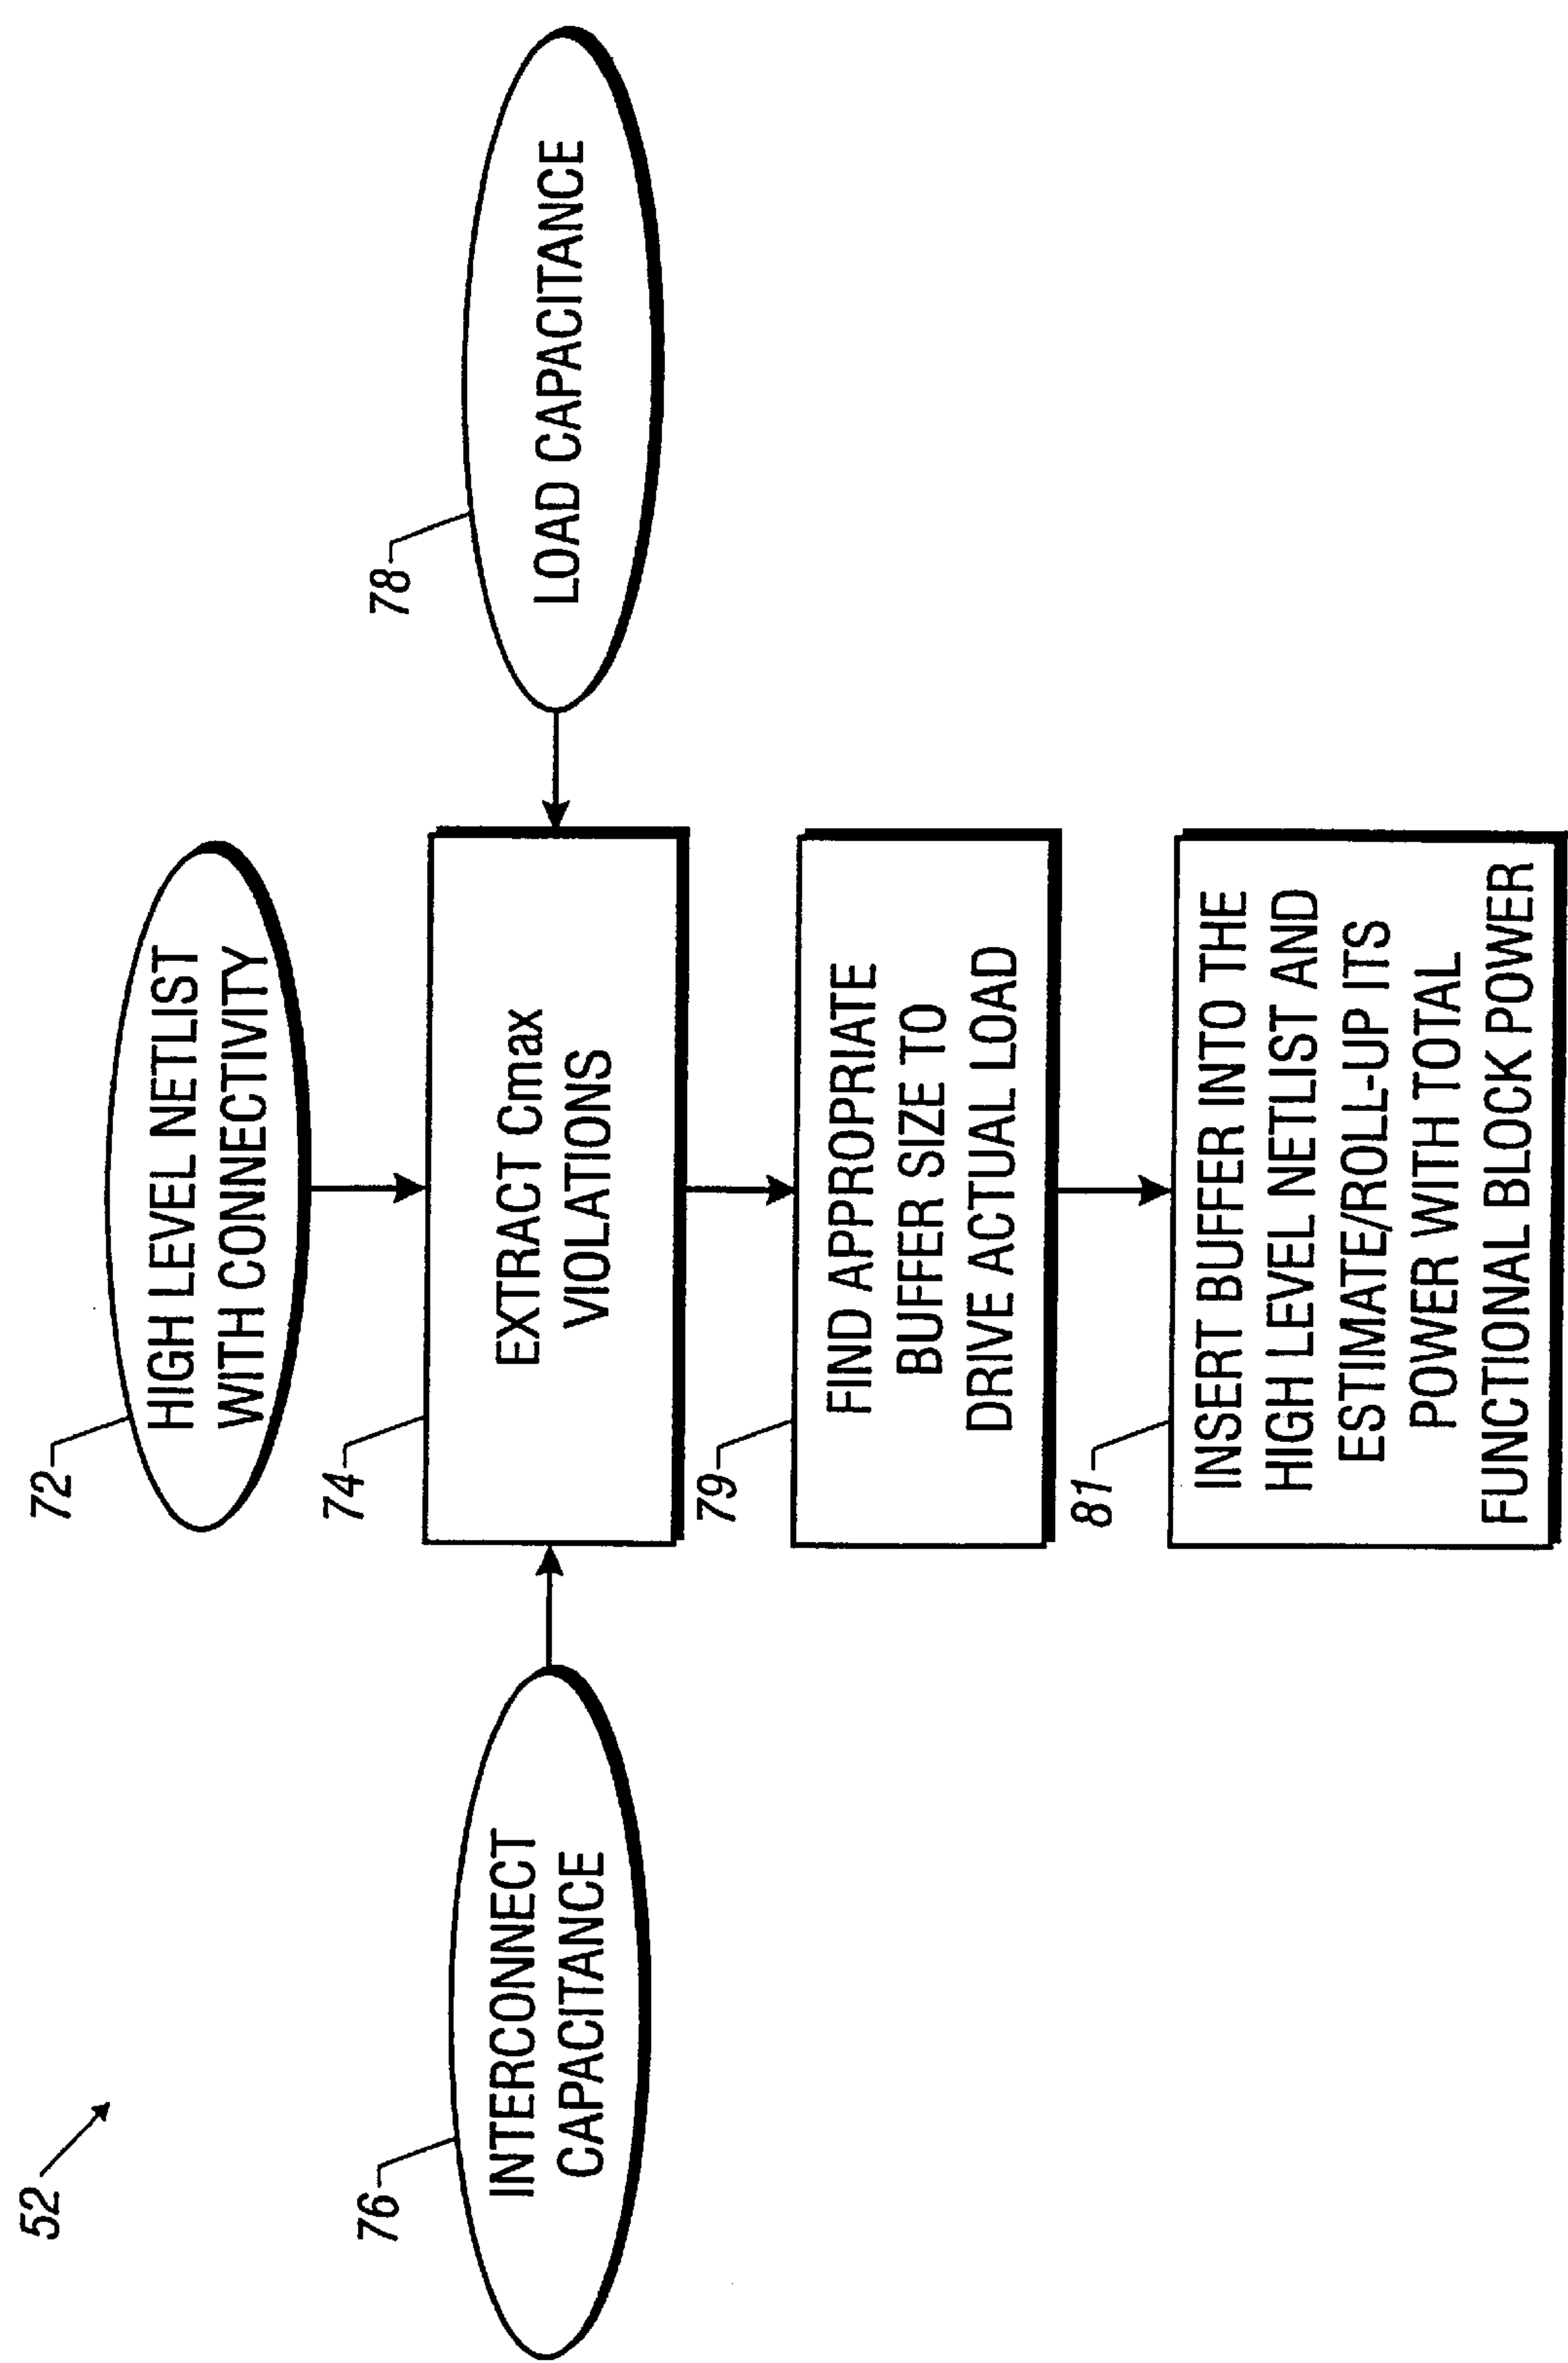 52
72
HIGH LEVEL NETLIST
WITH CONNECTIVITY
76
INTERCONNECT
CAPACITANCE
74
EXTRACT Cmax
VIOLATIONS
78
LOAD CAPACITANCE
79
FIND APPROPRIATE
BUFFER SIZE TO
DRIVE ACTUAL LOAD
81
INSERT BUFFER INTO THE
HIGH LEVEL NETLIST AND
ESTIMATE/ROLL-UP ITS
POWER WITH TOTAL
FUNCTIONAL BLOCK POWER